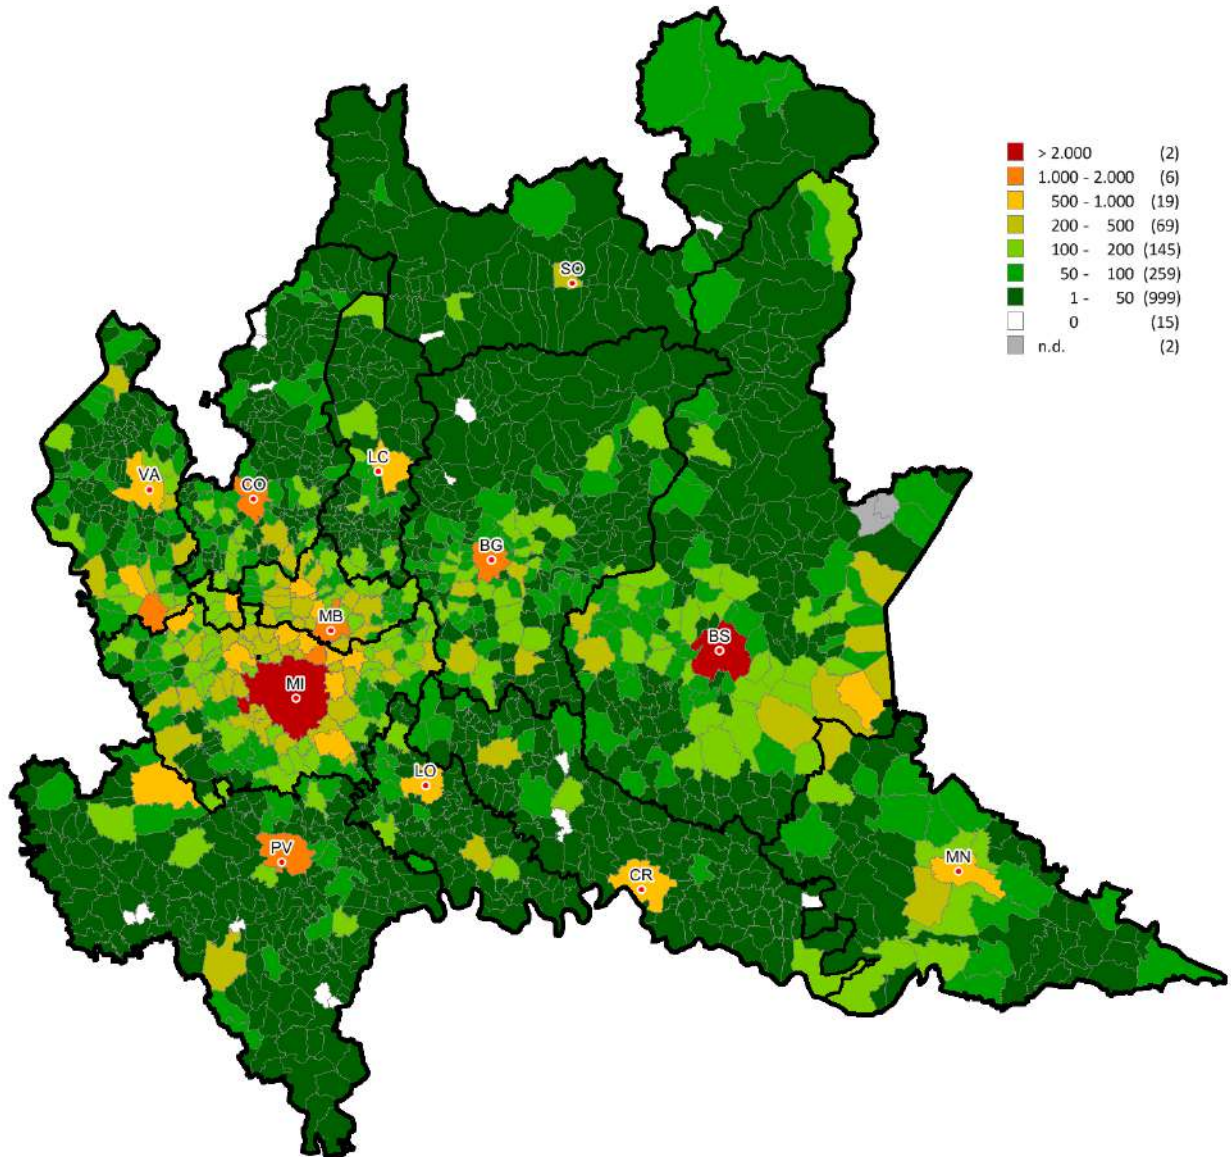 > 2.000 (2)
1.000 - 2.000 (6)
500 - 1.000 (19)
200 - 500 (69)
100 - 200 (145)
50 - 100 (259)
1 - 50 (999)
0 (15)
n.d. (2)
SO
LC
VA
CO
BG
MB
BS
MI
LO
PV
MN
CR